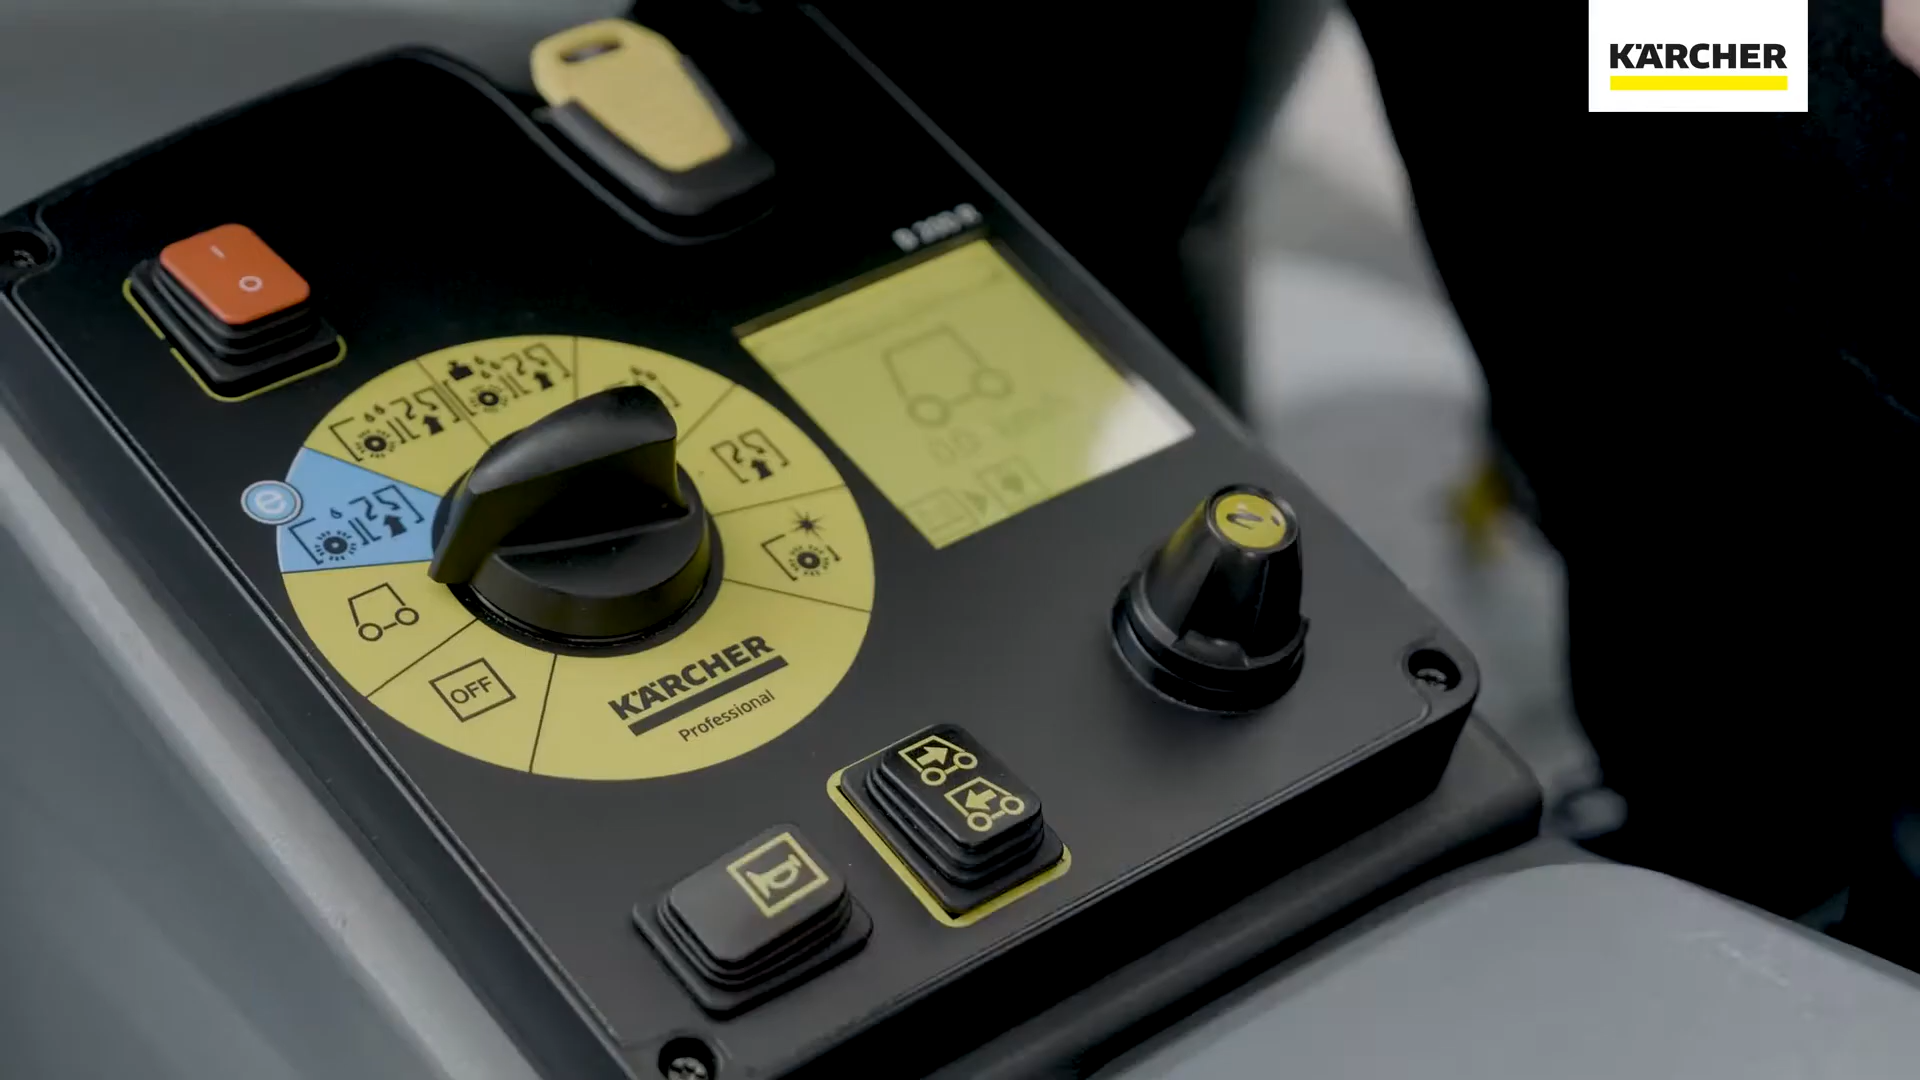 KÄRCHER
e
OFF
KÄRCHER
Professional
i